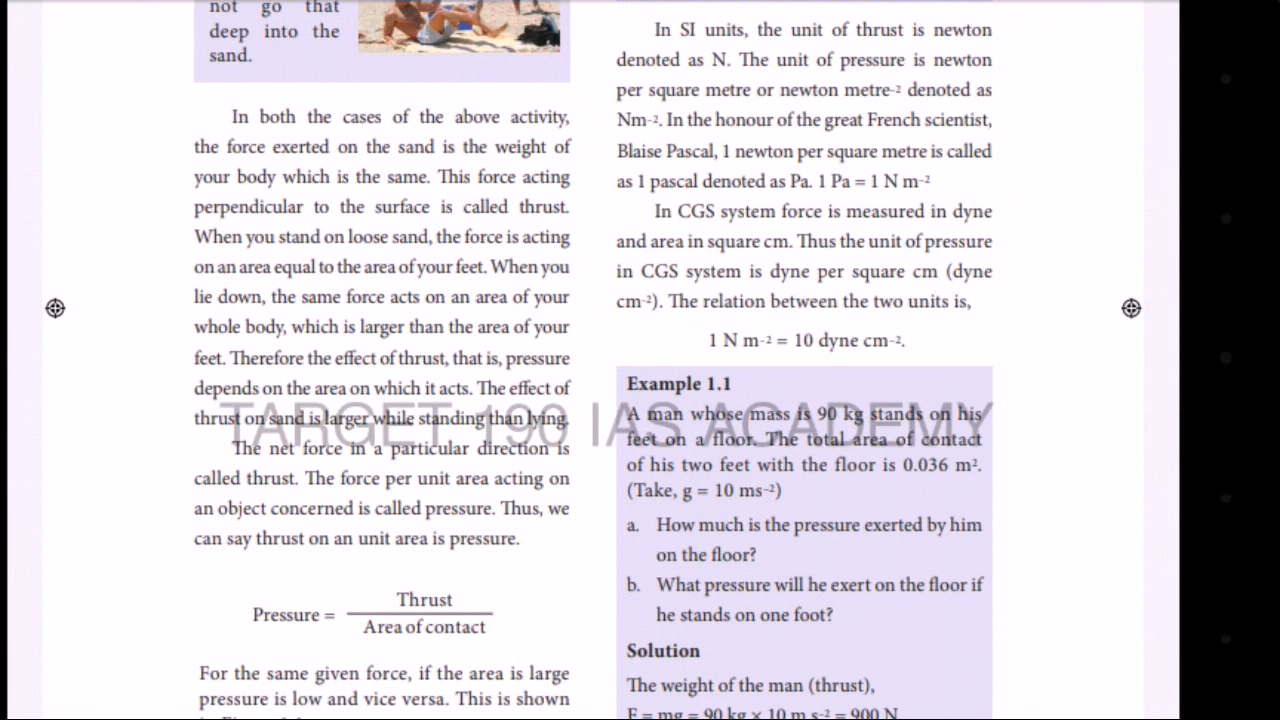 not go that
deep into the
sand.
In both the cases of the above activity,
the force exerted on the sand is the weight of
your body which is the same. This force acting
perpendicular to the surface is called thrust.
When you stand on loose sand, the force is acting
on an area equal to the area of your feet. When you
lie down, the same force acts on an area of your
whole body, which is larger than the area of your
feet. Therefore the effect of thrust, that is, pressure
depends on the area on which it acts. The effect of
thrust on sand is larger while standing than lying.
The net force in a particular direction is
called thrust. The force per unit area acting on
an object concerned is called pressure. Thus, we
can say thrust on an unit area is pressure.
Pressure = Thrust
Area of contact
For the same given force, if the area is large
pressure is low and vice versa. This is shown
In SI units, the unit of thrust is newton
denoted as N. The unit of pressure is newton
per square metre or newton metre⁻² denoted as
Nm⁻². In the honour of the great French scientist,
Blaise Pascal, 1 newton per square metre is called
as 1 pascal denoted as Pa. 1 Pa = 1 N m⁻²
In CGS system force is measured in dyne
and area in square cm. Thus the unit of pressure
in CGS system is dyne per square cm (dyne
cm⁻²). The relation between the two units is,
1 N m⁻² = 10 dyne cm⁻².
Example 1.1
A man whose mass is 90 kg stands on his
feet on a floor. The total area of contact
of his two feet with the floor is 0.036 m².
(Take, g = 10 ms⁻²)
a. How much is the pressure exerted by him
on the floor?
b. What pressure will he exert on the floor if
he stands on one foot?
Solution
The weight of the man (thrust),
F = mg = 90 kg × 10 m s⁻² = 900 N
TARGET 190 IAS ACADEMY